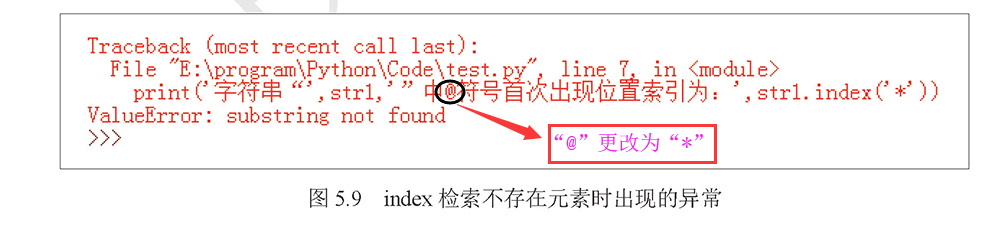 Traceback (most recent call last):
File "E:\program\Python\Code\test.py", line 7, in <module>
print('字符串“',str1,'”中@符号首次出现位置索引为：',str1.index('*'))
ValueError: substring not found
>>>
“@”更改为“*”
图 5.9 index 检索不存在元素时出现的异常